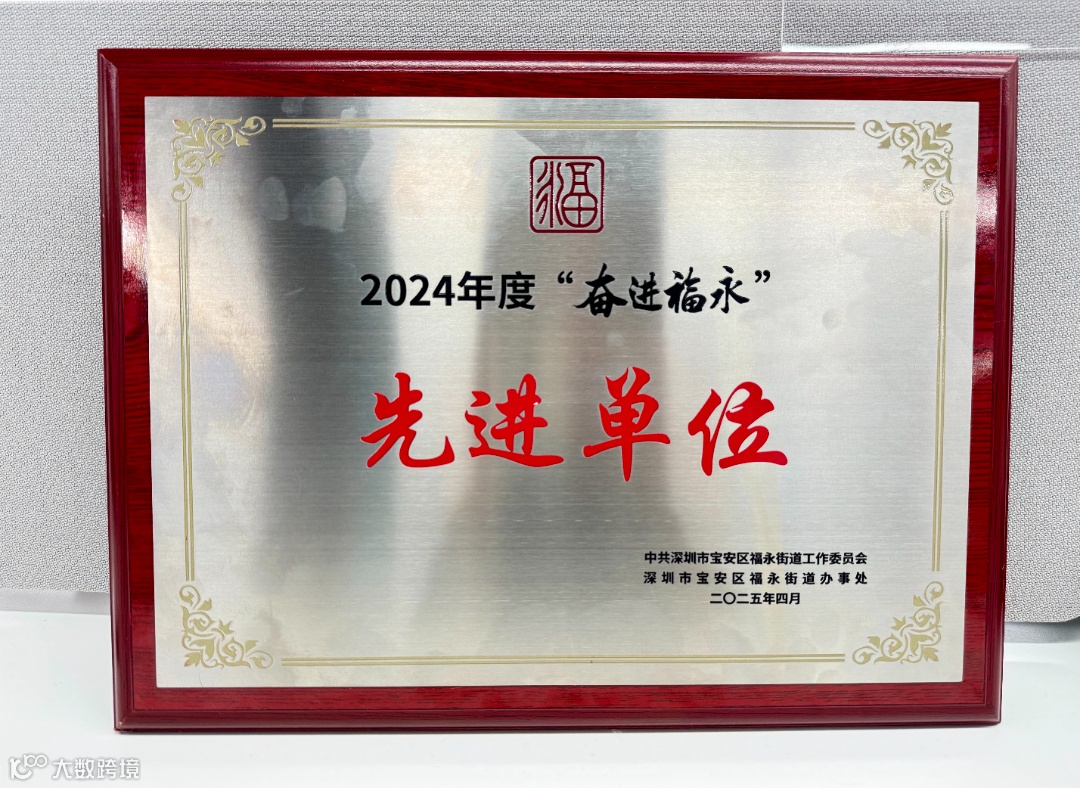 福永
2024年度“奋进福永”
先进单位
中共深圳市宝安区福永街道工作委员会
深圳市宝安区福永街道办事处
二〇二五年四月
大数跨境